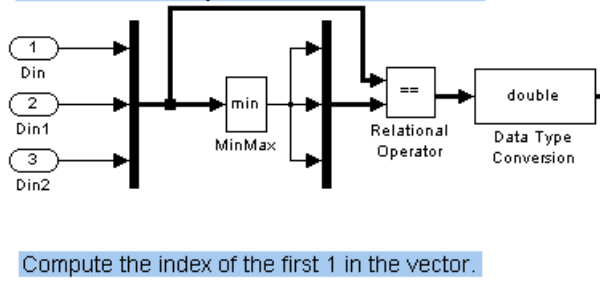 1
Din
2
Din1
3
Din2
min
MinMax
==
Relational
Operator
double
Data Type
Conversion
Compute the index of the first 1 in the vector.